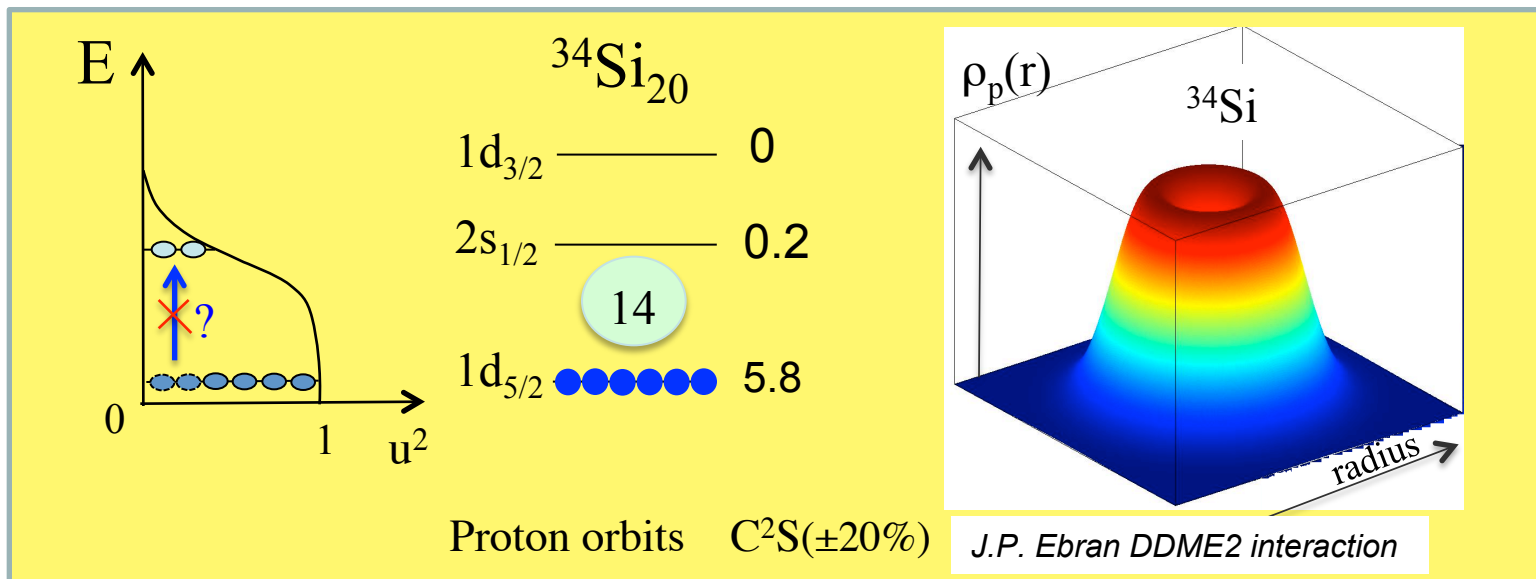 E
?
0
1
u²
³⁴Si₂₀
1d₃/₂ 0
2s₁/₂ 0.2
14
1d₅/₂ 5.8
Proton orbits C²S(±20%)
ρₚ(r)
³⁴Si
radius
J.P. Ebran DDME2 interaction